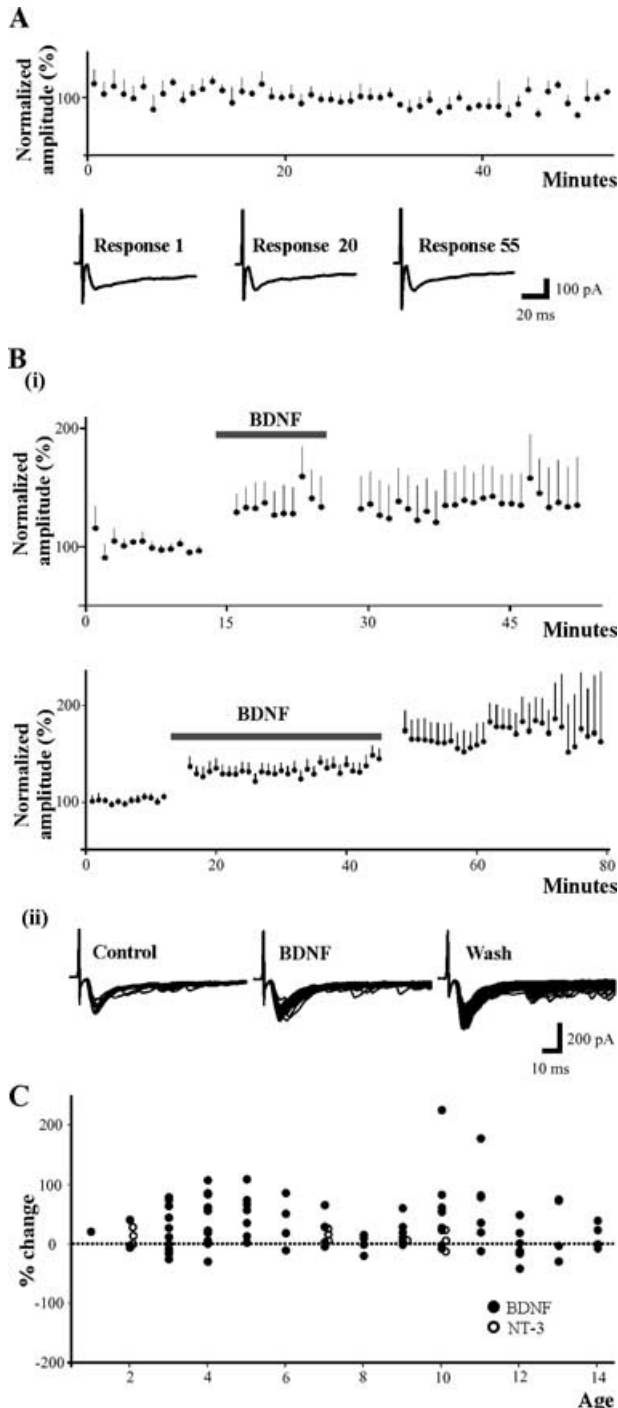 A
Normalized
amplitude (%)
100
0
20
40
Minutes
Response 1
Response 20
Response 55
100 pA
20 ms
B
(i)
BDNF
Normalized
amplitude (%)
200
100
0
15
30
45
Minutes
BDNF
Normalized
amplitude (%)
200
100
0
20
40
60
80
Minutes
(ii)
Control
BDNF
Wash
200 pA
10 ms
C
% change
200
100
0
-100
-200
BDNF
NT-3
2
4
6
8
10
12
14
Age